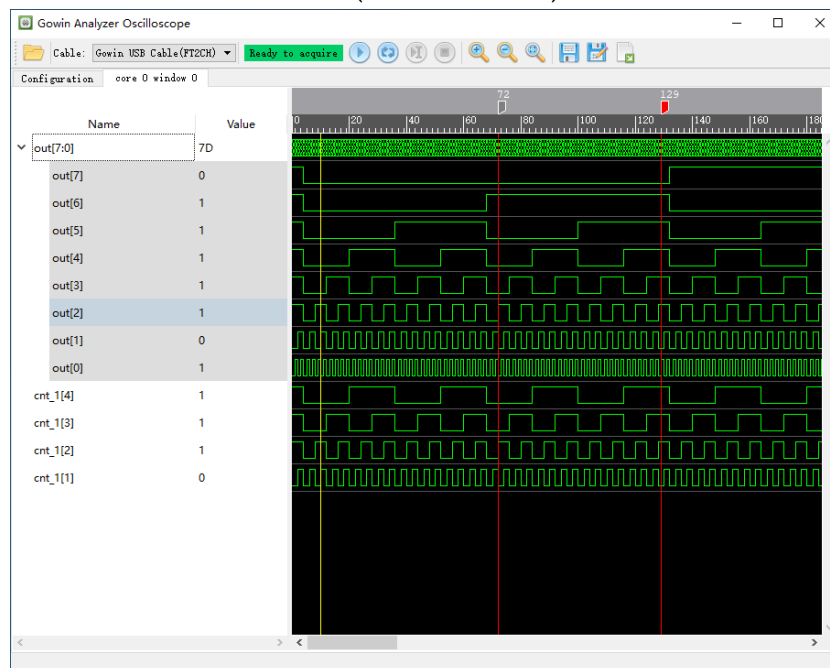 Gowin Analyzer Oscilloscope
Cable: Gowin USB Cable(FT2CH) Ready to acquire
Configuration core 0 window 0
72 129
Name Value 0 20 40 60 80 100 120 140 160 180
out[7:0] 7D
out[7] 0
out[6] 1
out[5] 1
out[4] 1
out[3] 1
out[2] 1
out[1] 0
out[0] 1
cnt_1[4] 1
cnt_1[3] 1
cnt_1[2] 1
cnt_1[1] 0